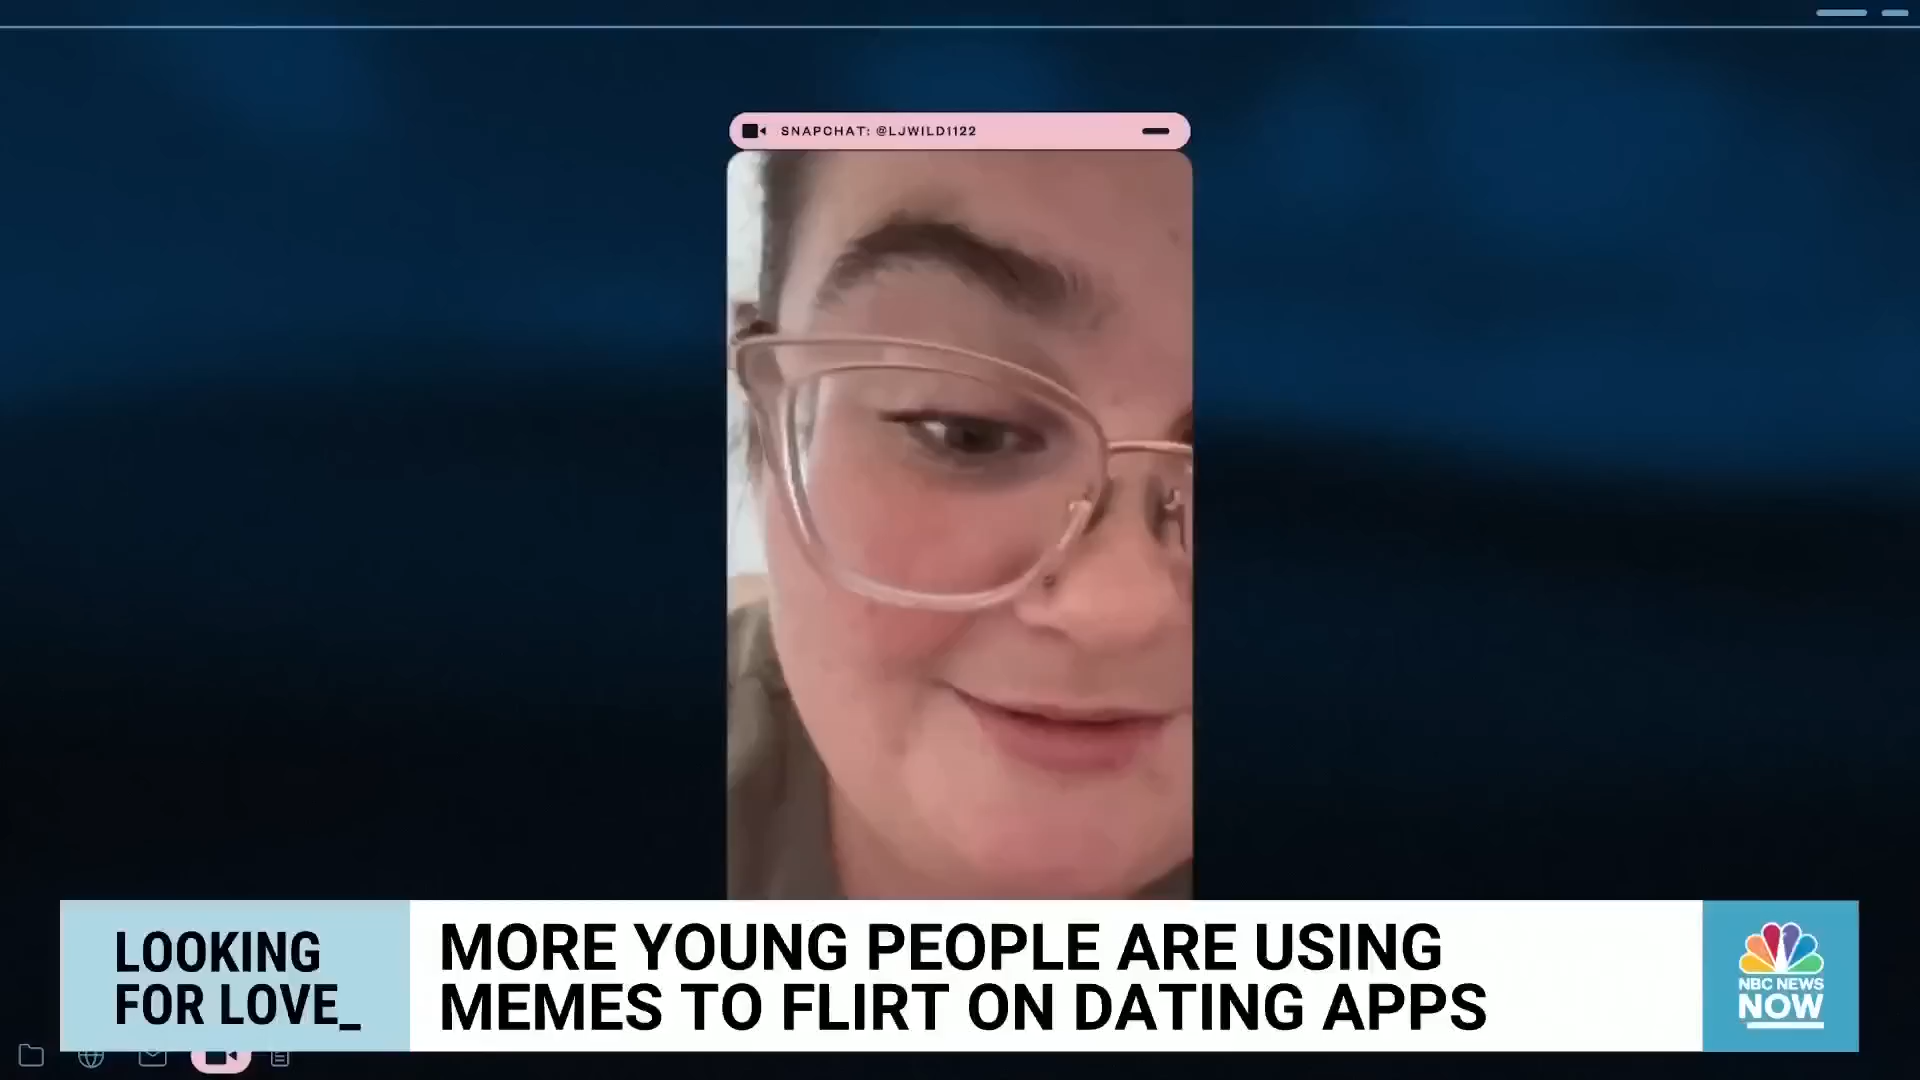 SNAPCHAT: @LJWILD1122
LOOKING
FOR LOVE_
MORE YOUNG PEOPLE ARE USING
MEMES TO FLIRT ON DATING APPS
NBC NEWS
NOW